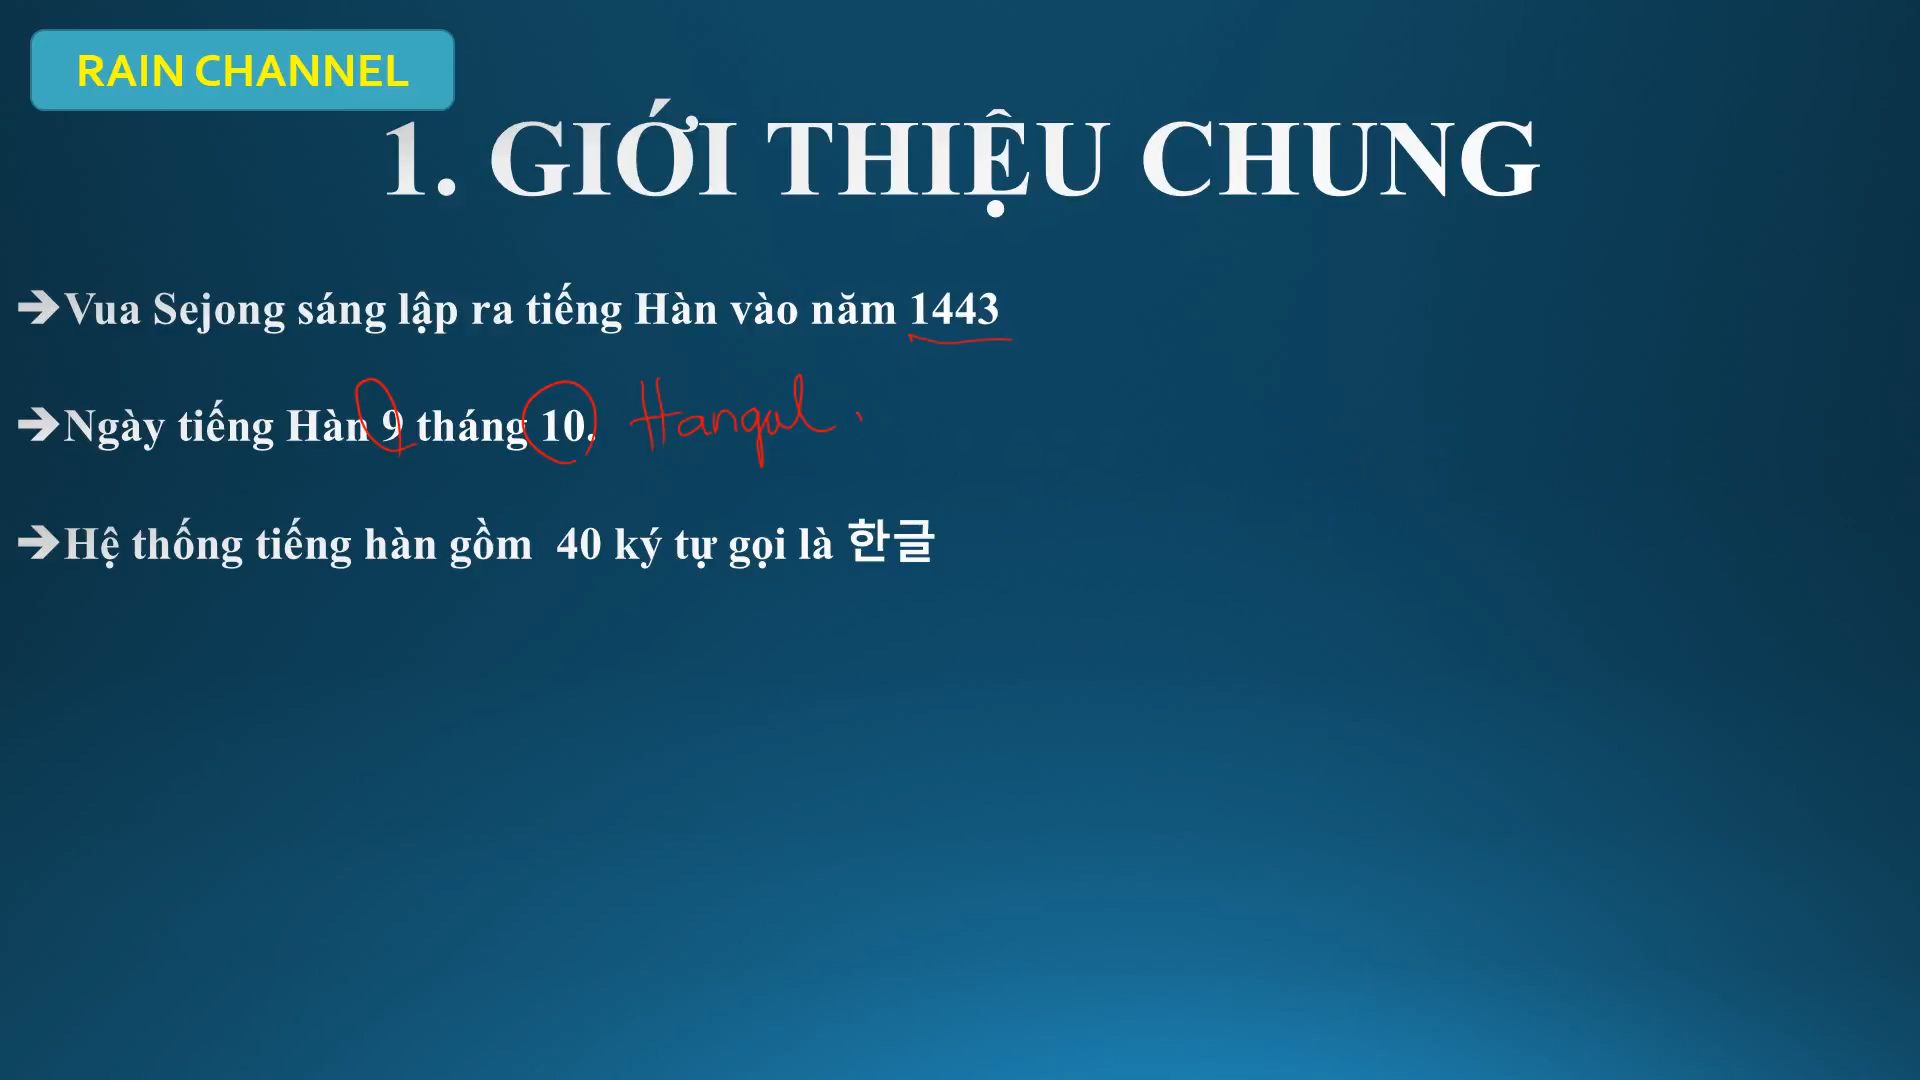 RAIN CHANNEL
1. GIỚI THIỆU CHUNG
➔Vua Sejong sáng lập ra tiếng Hàn vào năm 1443
➔Ngày tiếng Hàn 9 tháng 10. Hangul
➔Hệ thống tiếng hàn gồm 40 ký tự gọi là 한글